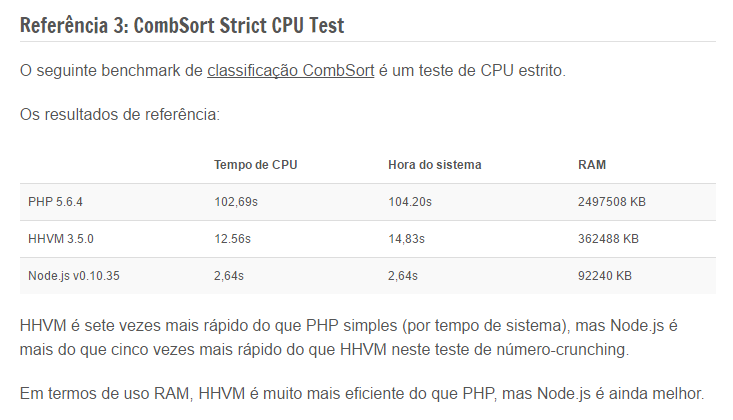 Referência 3: CombSort Strict CPU Test
O seguinte benchmark de classificação CombSort é um teste de CPU estrito.
Os resultados de referência:
Tempo de CPU Hora do sistema RAM
PHP 5.6.4 102,69s 104.20s 2497508 KB
HHVM 3.5.0 12.56s 14,83s 362488 KB
Node.js v0.10.35 2,64s 2,64s 92240 KB
HHVM é sete vezes mais rápido do que PHP simples (por tempo de sistema), mas Node.js é
mais do que cinco vezes mais rápido do que HHVM neste teste de número-crunching.
Em termos de uso RAM, HHVM é muito mais eficiente do que PHP, mas Node.js é ainda melhor.